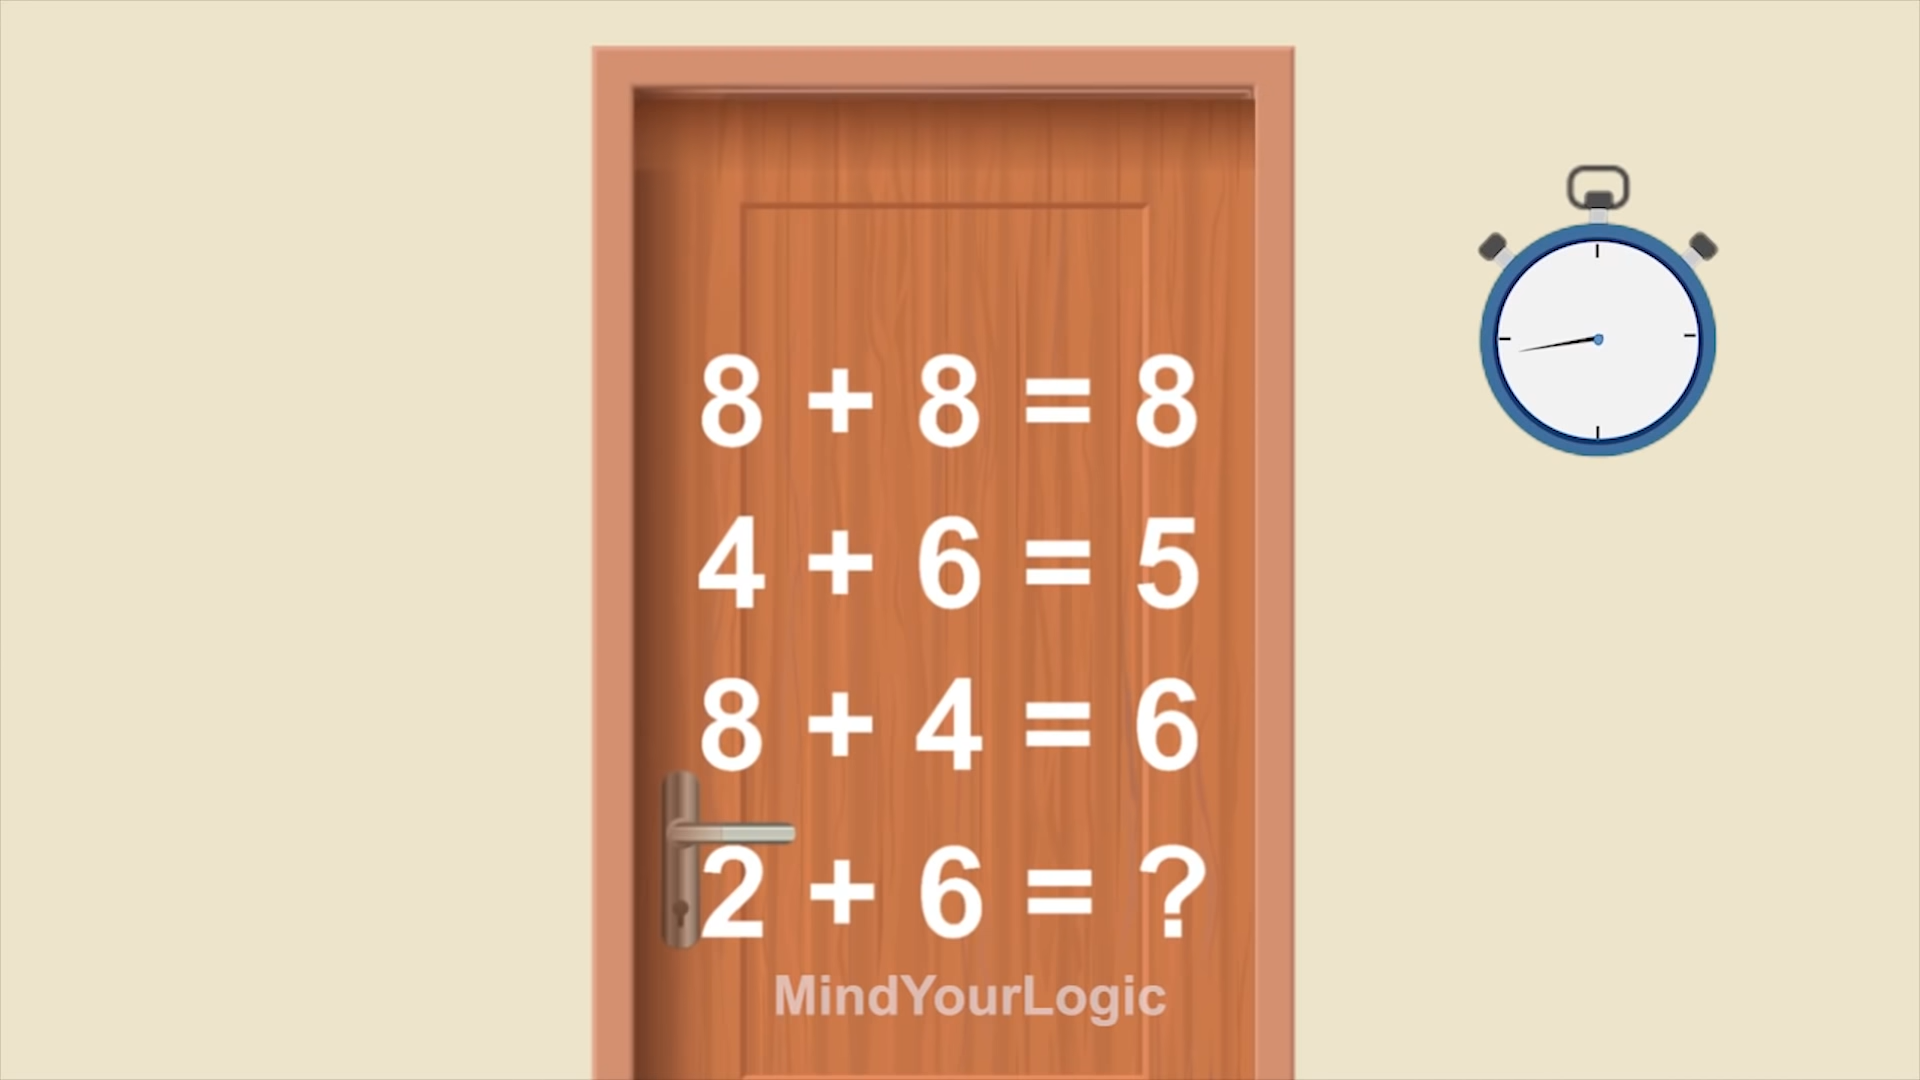 8 + 8 = 8
4 + 6 = 5
8 + 4 = 6
2 + 6 = ?
MindYourLogic